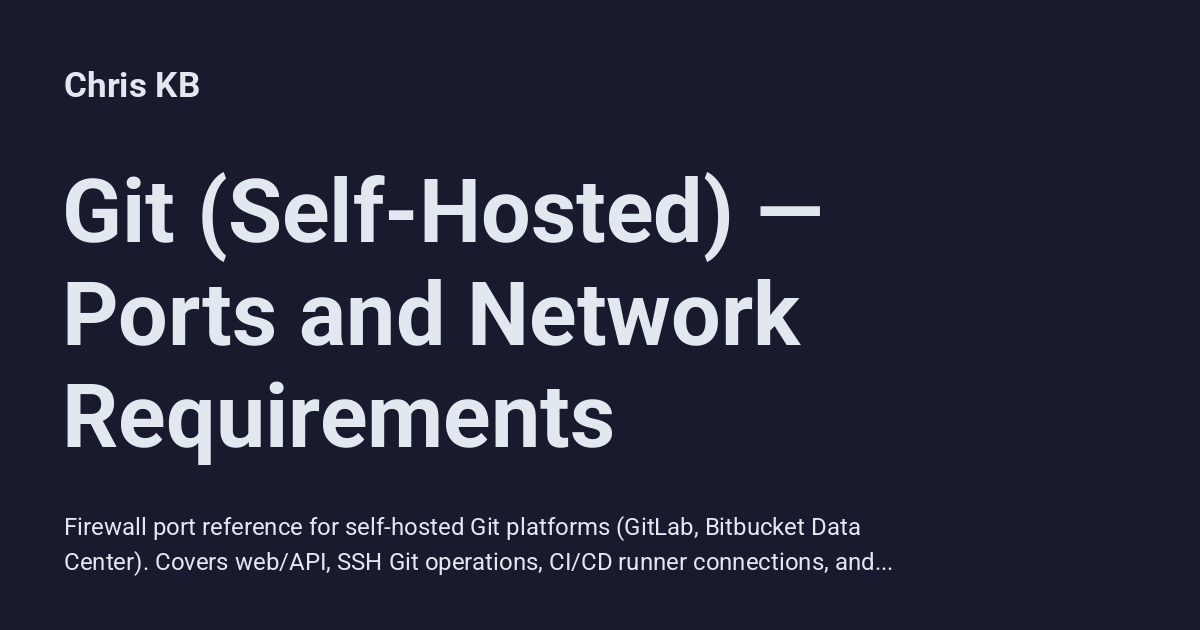 Chris KB
Git (Self-Hosted) —
Ports and Network
Requirements
Firewall port reference for self-hosted Git platforms (GitLab, Bitbucket Data
Center). Covers web/API, SSH Git operations, CI/CD runner connections, and...